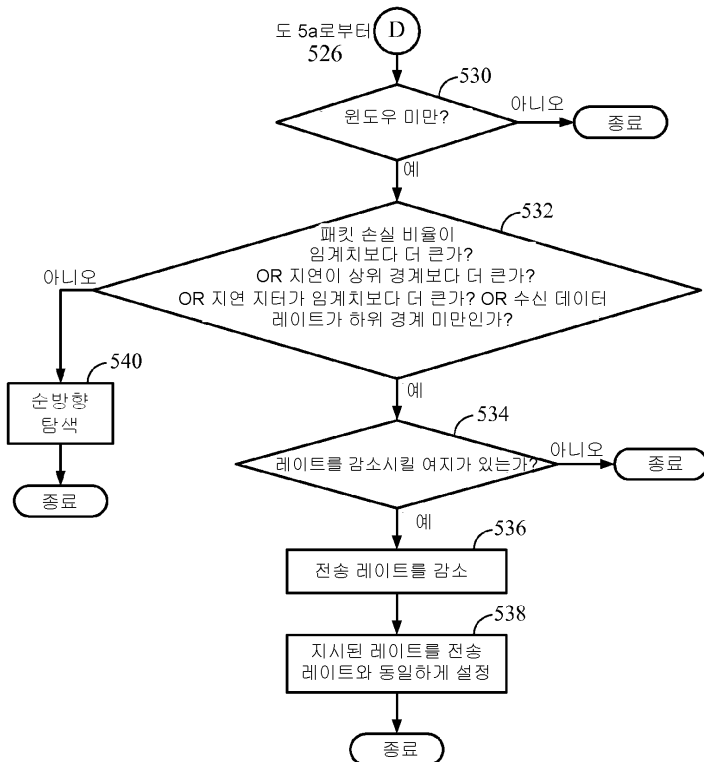 도 5a로부터
526
D
530
윈도우 미만?
아니오
종료
예
532
패킷 손실 비율이
임계치보다 더 큰가?
OR 지연이 상위 경계보다 더 큰가?
OR 지연 지터가 임계치보다 더 큰가? OR 수신 데이터
레이트가 하위 경계 미만인가?
아니오
540
순방향
탐색
종료
예
534
레이트를 감소시킬 여지가 있는가?
아니오
종료
예
536
전송 레이트를 감소
538
지시된 레이트를 전송
레이트와 동일하게 설정
종료